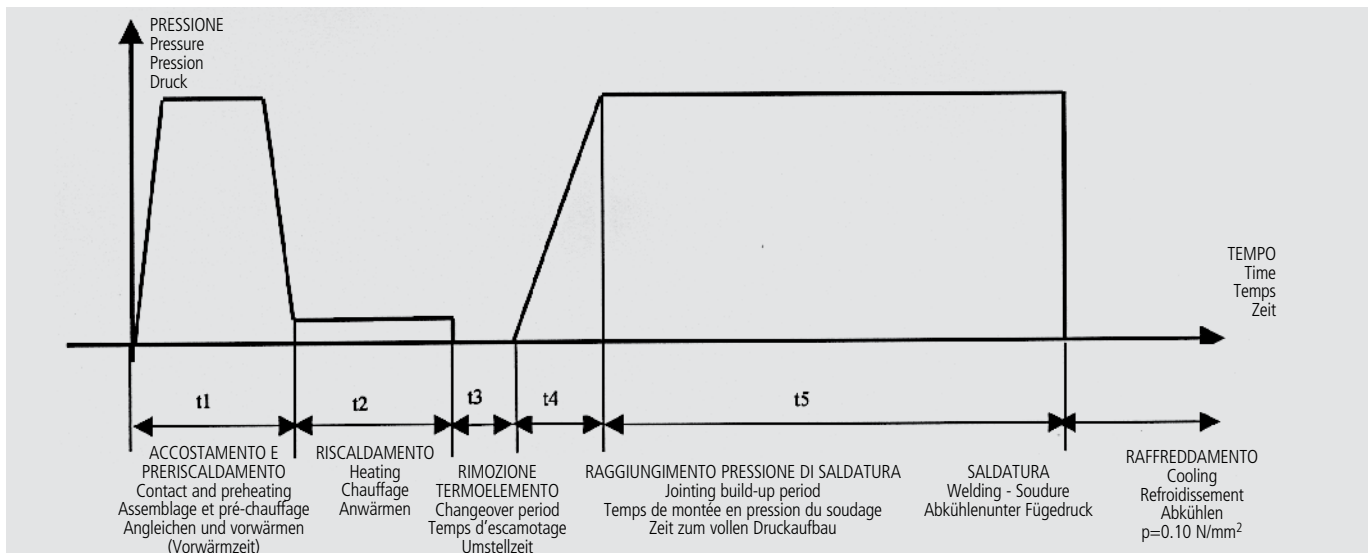 PRESSIONE
Pressure
Pression
Druck
TEMPO
Time
Temps
Zeit
t1
t2
t3
t4
t5
ACCOSTAMENTO E
PRERISCALDAMENTO
Contact and preheating
Assemblage et pré-chauffage
Angleichen und vorwärmen
(Vorwärmzeit)
RISCALDAMENTO
Heating
Chauffage
Anwärmen
RIMOZIONE
TERMOELEMENTO
Changeover period
Temps d'escamotage
Umstellzeit
RAGGIUNGIMENTO PRESSIONE DI SALDATURA
Jointing build-up period
Temps de montée en pression du soudage
Zeit zum vollen Druckaufbau
SALDATURA
Welding - Soudure
Abkühlenunter Fügedruck
RAFFREDDAMENTO
Cooling
Refroidissement
Abkühlen
p=0.10 N/mm²